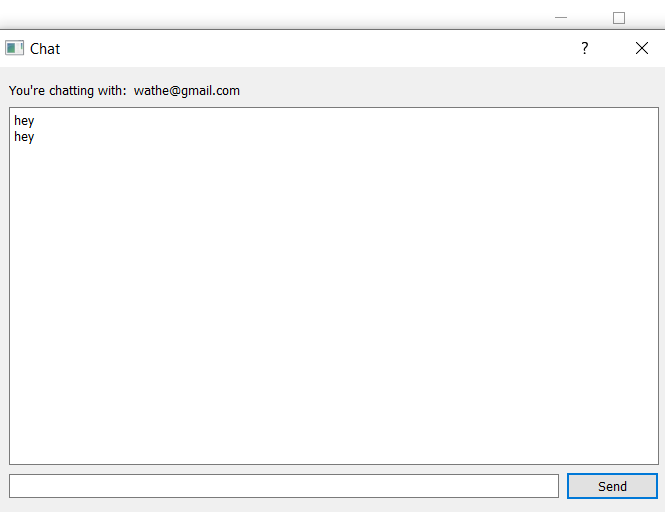 Chat
?
You're chatting with: wathe@gmail.com
hey
hey
Send